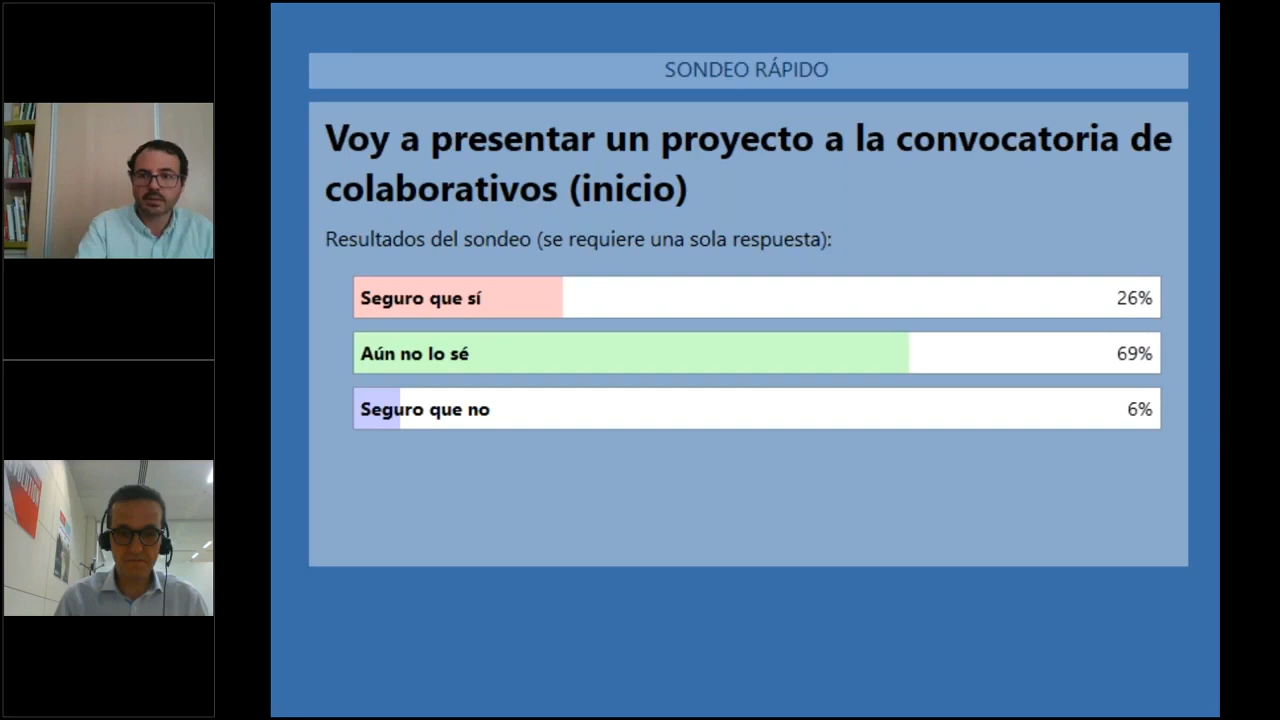 SONDEO RÁPIDO
Voy a presentar un proyecto a la convocatoria de
colaborativos (inicio)
Resultados del sondeo (se requiere una sola respuesta):
Seguro que sí 26%
Aún no lo sé 69%
Seguro que no 6%